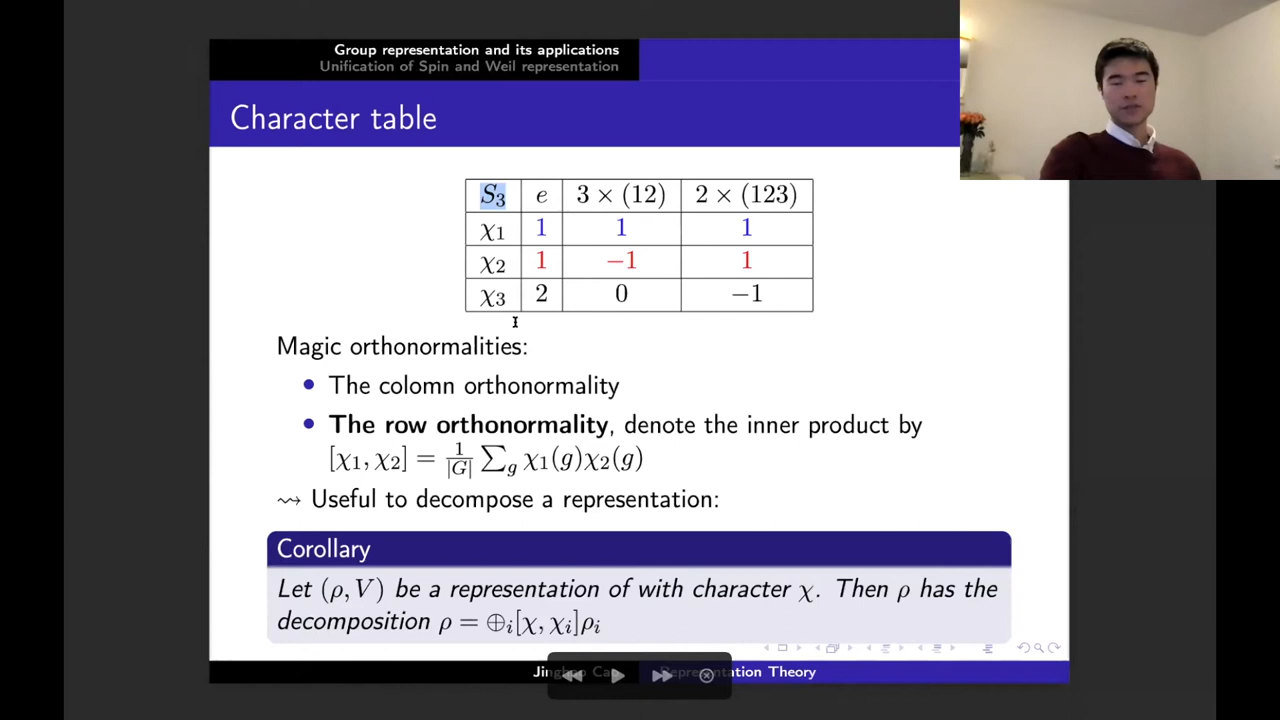 Group representation and its applications
Unification of Spin and Weil representation
Character table
S₃ e 3 × (12) 2 × (123)
χ₁ 1 1 1
χ₂ 1 −1 1
χ₃ 2 0 −1
Magic orthonormalities:
• The colomn orthonormality
• The row orthonormality, denote the inner product by
[χ₁, χ₂] = 1/|G| ∑_g χ₁(g)χ₂(g)
⇝ Useful to decompose a representation:
Corollary
Let (ρ, V) be a representation of with character χ. Then ρ has the
decomposition ρ = ⊕ᵢ[χ, χᵢ]ρᵢ
Theory